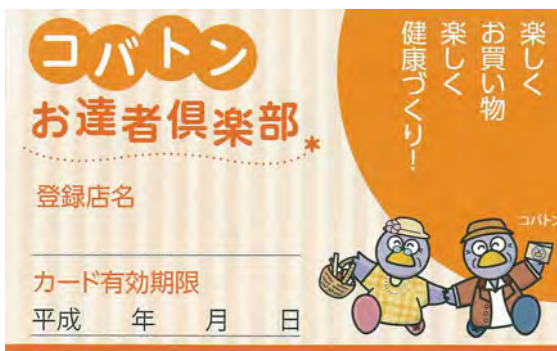 コバトン
お達者倶楽部
登録店名
カード有効期限
平成　年　月　日
楽しく
お買い物
楽しく
健康づくり！
コバトン